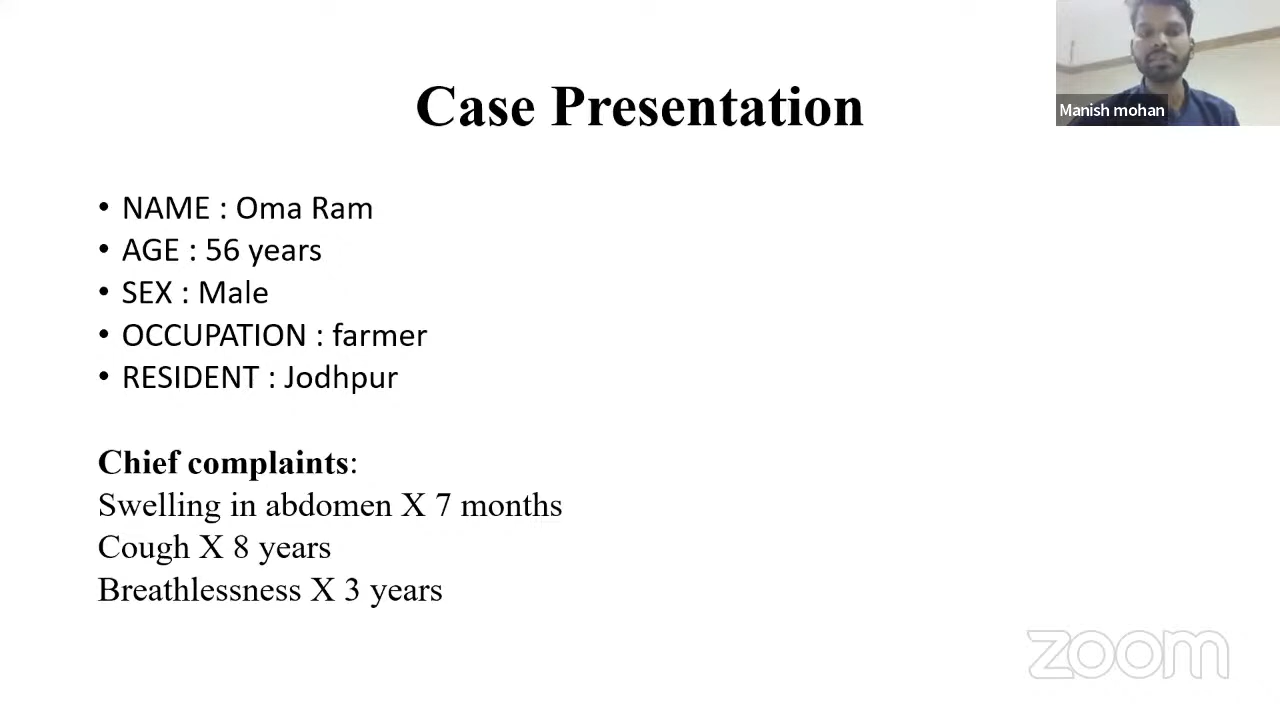 Case Presentation
Manish mohan
• NAME : Oma Ram
• AGE : 56 years
• SEX : Male
• OCCUPATION : farmer
• RESIDENT : Jodhpur
Chief complaints:
Swelling in abdomen X 7 months
Cough X 8 years
Breathlessness X 3 years
zoom